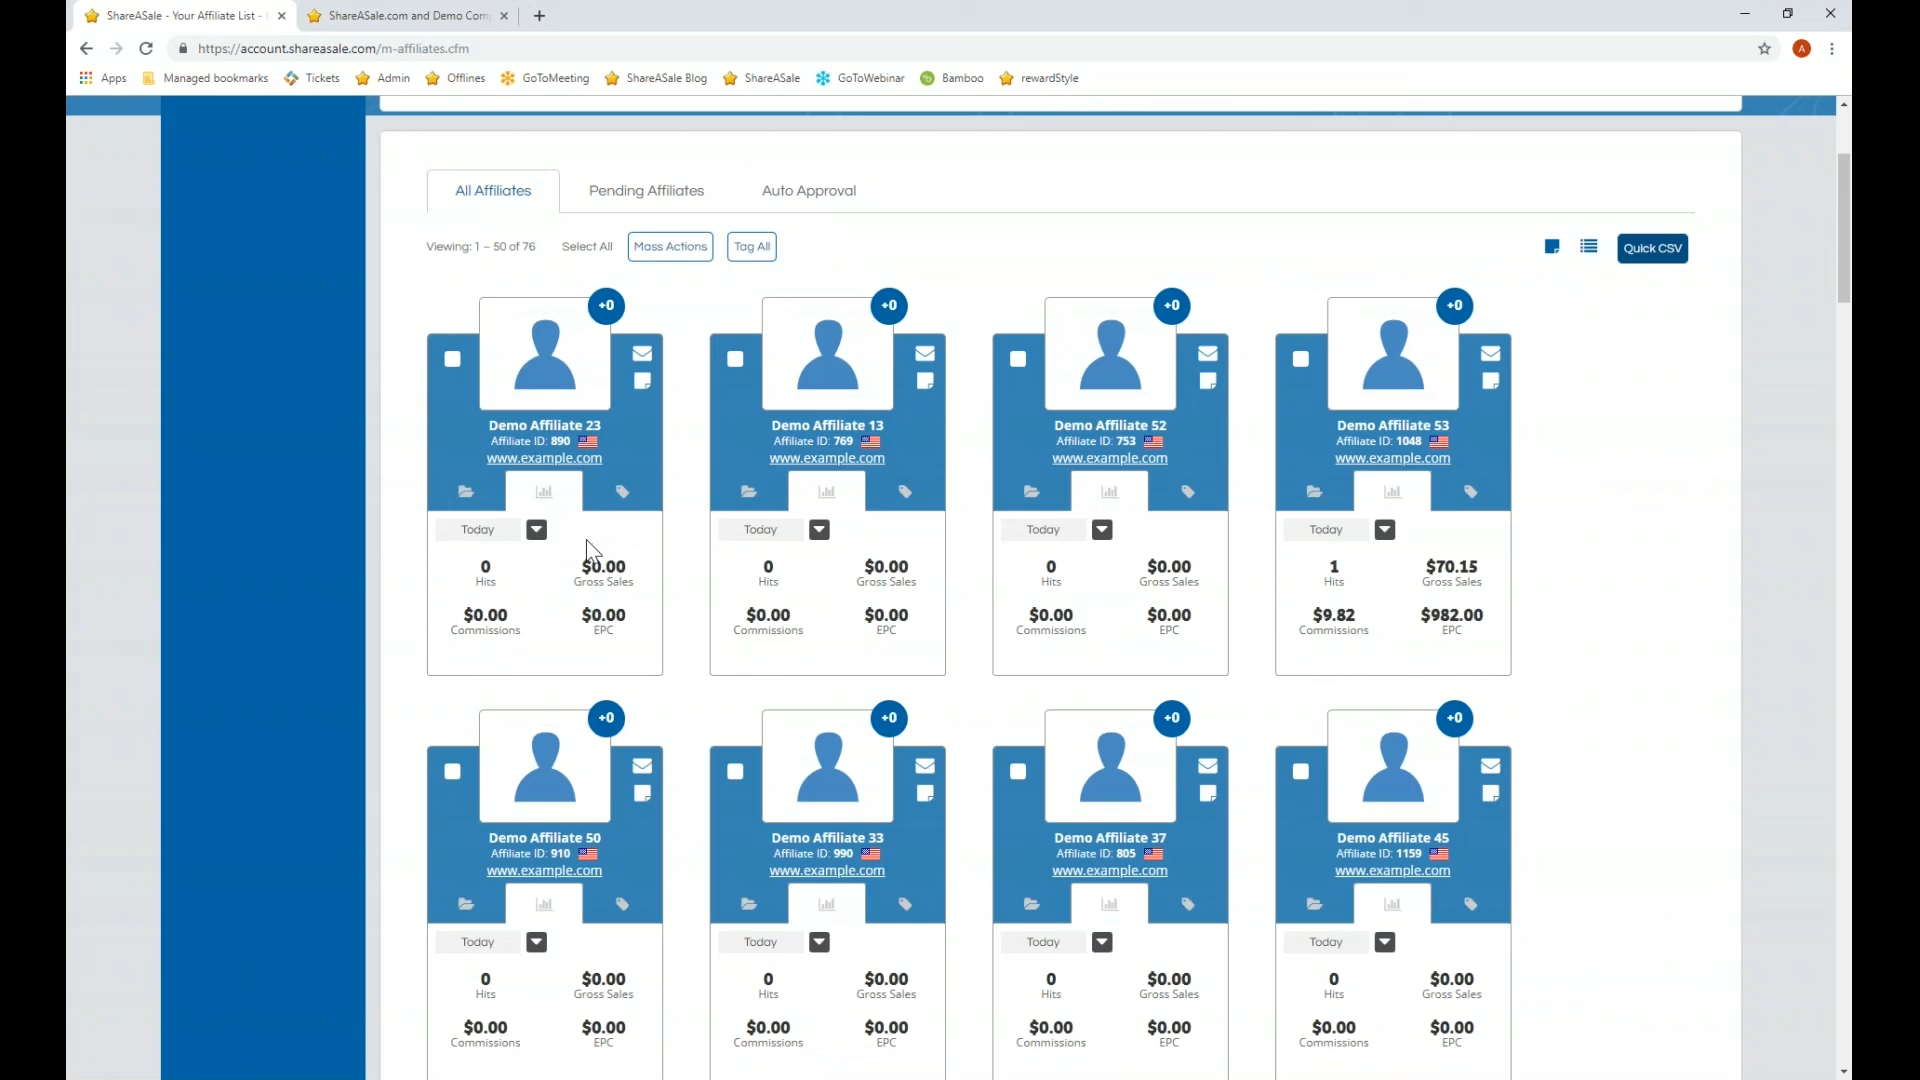 ShareASale - Your Affiliate List -
ShareASale.com and Demo Com
https://account.shareasale.com/m-affiliates.cfm
A
Apps Managed bookmarks Tickets Admin Offlines GoToMeeting ShareASale Blog ShareASale GoToWebinar Bamboo rewardStyle
All Affiliates Pending Affiliates Auto Approval
Viewing: 1 – 50 of 76 Select All Mass Actions Tag All Quick CSV
+0 +0 +0 +0
Demo Affiliate 23 Demo Affiliate 13 Demo Affiliate 52 Demo Affiliate 53
Affiliate ID: 890 Affiliate ID: 769 Affiliate ID: 753 Affiliate ID: 1048
www.example.com www.example.com www.example.com www.example.com
Today Today Today Today
0 $0.00 0 $0.00 0 $0.00 1 $70.15
Hits Gross Sales Hits Gross Sales Hits Gross Sales Hits Gross Sales
$0.00 $0.00 $0.00 $0.00 $0.00 $0.00 $9.82 $982.00
Commissions EPC Commissions EPC Commissions EPC Commissions EPC
+0 +0 +0 +0
Demo Affiliate 50 Demo Affiliate 33 Demo Affiliate 37 Demo Affiliate 45
Affiliate ID: 910 Affiliate ID: 990 Affiliate ID: 805 Affiliate ID: 1159
www.example.com www.example.com www.example.com www.example.com
Today Today Today Today
0 $0.00 0 $0.00 0 $0.00 0 $0.00
Hits Gross Sales Hits Gross Sales Hits Gross Sales Hits Gross Sales
$0.00 $0.00 $0.00 $0.00 $0.00 $0.00 $0.00 $0.00
Commissions EPC Commissions EPC Commissions EPC Commissions EPC